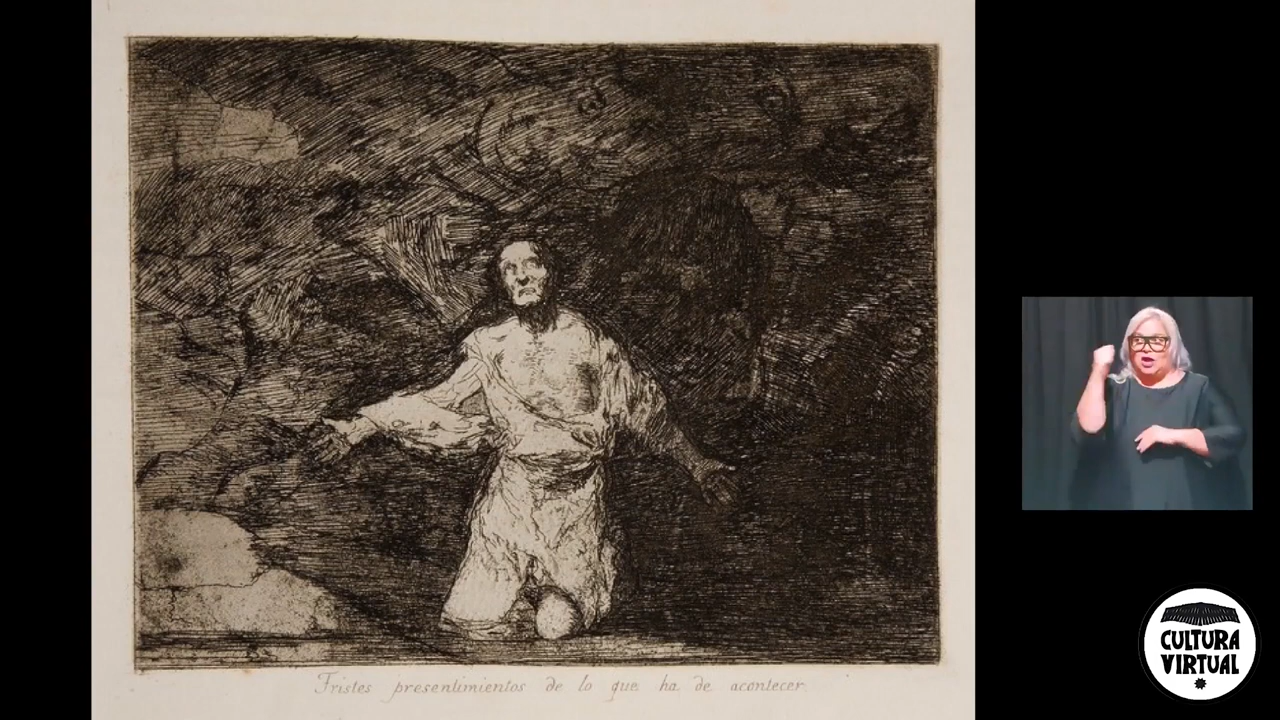 Tristes presentimientos de lo que ha de acontecer.
CULTURA
VIRTUAL